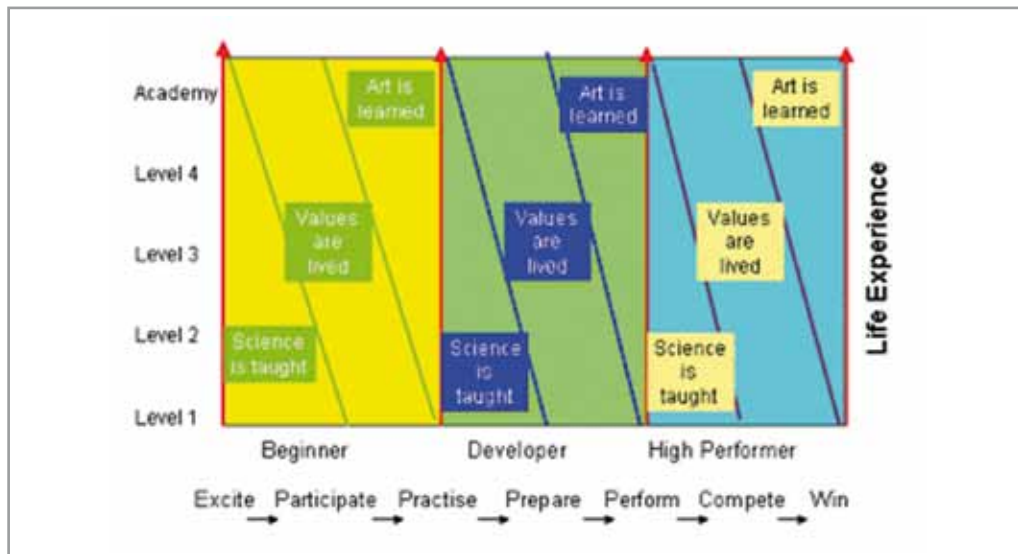 Academy
Level 4
Level 3
Level 2
Level 1
Art is
learned
Values
are
lived
Science
is taught
Art is
learned
Values
are
lived
Science
is
taught
Art is
learned
Values
are
lived
Science
is
taught
Life Experience
Beginner
Developer
High Performer
Excite
Participate
Practise
Prepare
Perform
Compete
Win